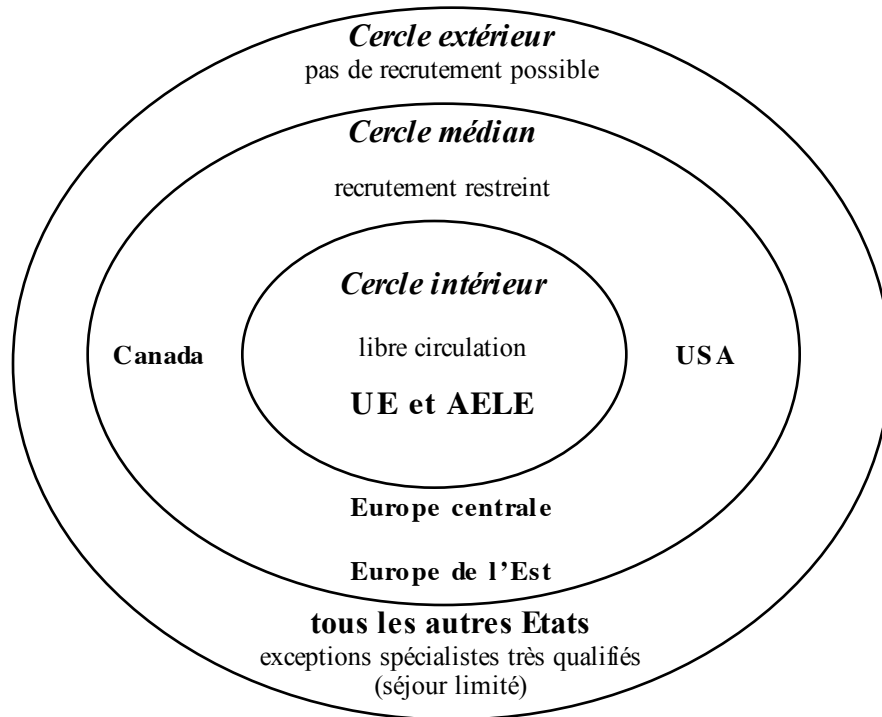 Cercle extérieur
pas de recrutement possible
Cercle médian
recrutement restreint
Cercle intérieur
Canada
libre circulation
USA
UE et AELE
Europe centrale
Europe de l’Est
tous les autres Etats
exceptions spécialistes très qualifiés
(séjour limité)